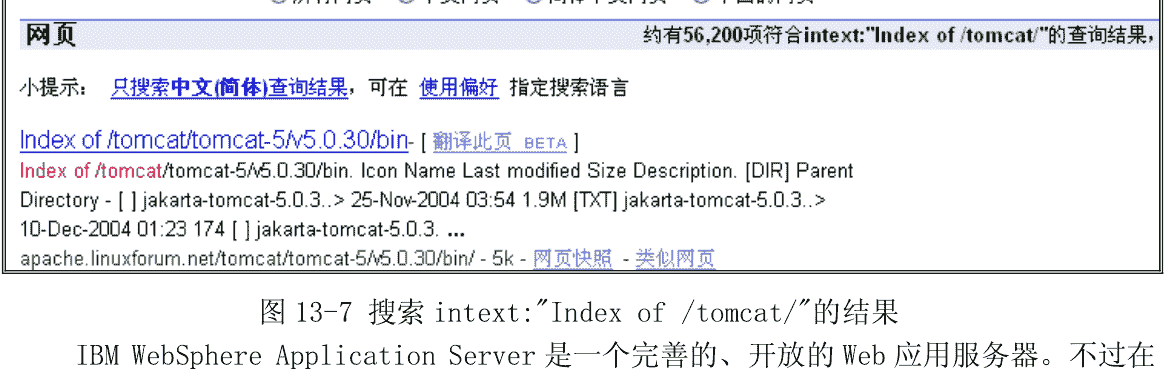 网页 约有56,200项符合intext:"Index of /tomcat/"的查询结果，
小提示： 只搜索中文(简体)查询结果，可在 使用偏好 指定搜索语言
Index of /tomcat/tomcat-5/v5.0.30/bin- [ 翻译此页 BETA ]
Index of /tomcat/tomcat-5/v5.0.30/bin. Icon Name Last modified Size Description. [DIR] Parent
Directory - [ ] jakarta-tomcat-5.0.3..> 25-Nov-2004 03:54 1.9M [TXT] jakarta-tomcat-5.0.3..>
10-Dec-2004 01:23 174 [ ] jakarta-tomcat-5.0.3. ...
apache.linuxforum.net/tomcat/tomcat-5/v5.0.30/bin/ - 5k - 网页快照 - 类似网页
图 13-7 搜索 intext:"Index of /tomcat/"的结果
IBM WebSphere Application Server 是一个完善的、开放的 Web 应用服务器。不过在